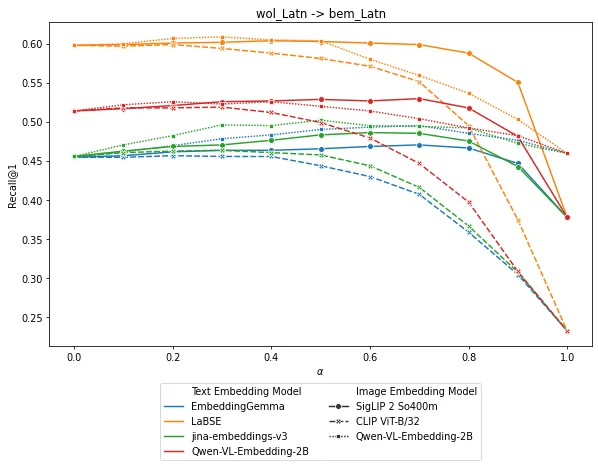 wol_Latn -> bem_Latn
Recall@1
0.60
0.55
0.50
0.45
0.40
0.35
0.30
0.25
0.0
0.2
0.4
0.6
0.8
1.0
α
Text Embedding Model
EmbeddingGemma
LaBSE
jina-embeddings-v3
Qwen-VL-Embedding-2B
Image Embedding Model
SigLIP 2 So400m
CLIP ViT-B/32
Qwen-VL-Embedding-2B